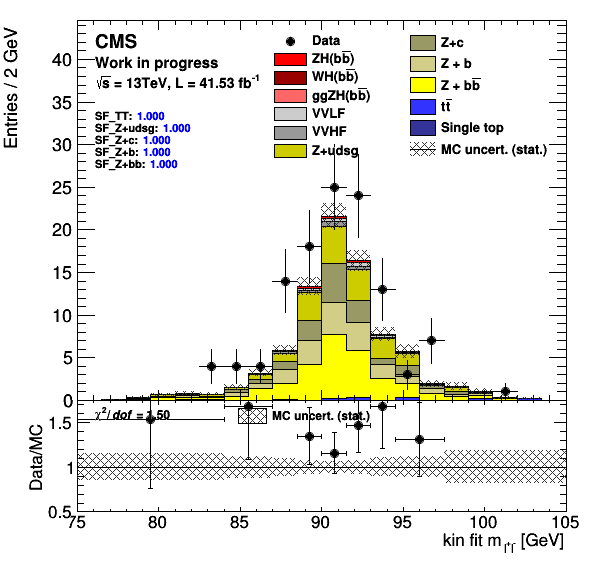 CMS
Work in progress
√s = 13TeV, L = 41.53 fb⁻¹
SF_TT: 1.000
SF_Z+udsg: 1.000
SF_Z+c: 1.000
SF_Z+b: 1.000
SF_Z+bb: 1.000
Data
ZH(bb̅)
WH(bb̅)
ggZH(bb̅)
VVLF
VVHF
Z+udsg
Z+c
Z + b
Z + bb̅
tt̅
Single top
MC uncert. (stat.)
Entries / 2 GeV
40
35
30
25
20
15
10
5
0
χ²/dof = 1.50
MC uncert. (stat.)
Data/MC
1.5
1
0.5
75 80 85 90 95 100 105
kin fit m l⁺l⁻ [GeV]